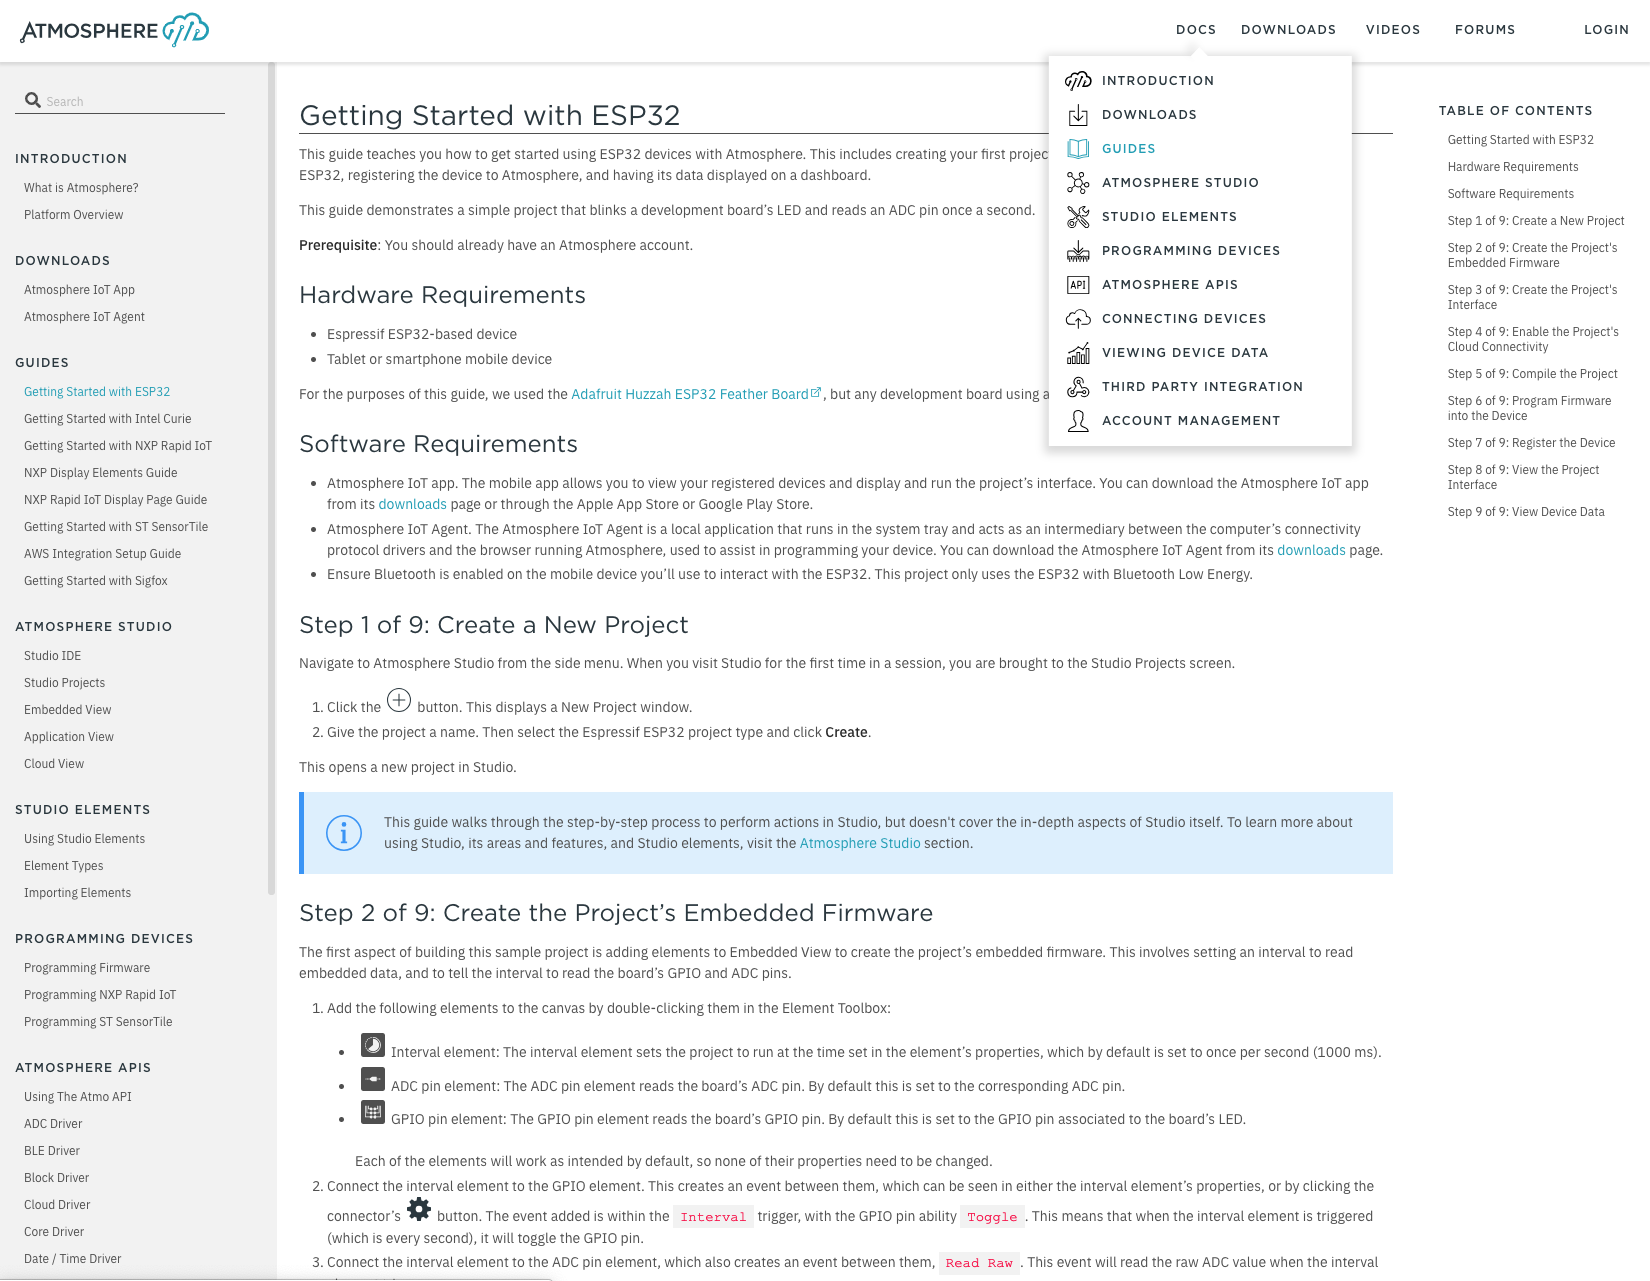 ATMOSPHERE
DOCS DOWNLOADS VIDEOS FORUMS LOGIN
Search
INTRODUCTION
What is Atmosphere?
Platform Overview
DOWNLOADS
Atmosphere IoT App
Atmosphere IoT Agent
GUIDES
Getting Started with ESP32
Getting Started with Intel Curie
Getting Started with NXP Rapid IoT
NXP Display Elements Guide
NXP Rapid IoT Display Page Guide
Getting Started with ST SensorTile
AWS Integration Setup Guide
Getting Started with Sigfox
ATMOSPHERE STUDIO
Studio IDE
Studio Projects
Embedded View
Application View
Cloud View
STUDIO ELEMENTS
Using Studio Elements
Element Types
Importing Elements
PROGRAMMING DEVICES
Programming Firmware
Programming NXP Rapid IoT
Programming ST SensorTile
ATMOSPHERE APIS
Using The Atmo API
ADC Driver
BLE Driver
Block Driver
Cloud Driver
Core Driver
Date / Time Driver
INTRODUCTION
DOWNLOADS
GUIDES
ATMOSPHERE STUDIO
STUDIO ELEMENTS
PROGRAMMING DEVICES
API ATMOSPHERE APIS
CONNECTING DEVICES
VIEWING DEVICE DATA
THIRD PARTY INTEGRATION
ACCOUNT MANAGEMENT
Getting Started with ESP32
This guide teaches you how to get started using ESP32 devices with Atmosphere. This includes creating your first projec
ESP32, registering the device to Atmosphere, and having its data displayed on a dashboard.
This guide demonstrates a simple project that blinks a development board's LED and reads an ADC pin once a second.
Prerequisite: You should already have an Atmosphere account.
Hardware Requirements
• Espressif ESP32-based device
• Tablet or smartphone mobile device
For the purposes of this guide, we used the Adafruit Huzzah ESP32 Feather Board, but any development board using a
Software Requirements
• Atmosphere IoT app. The mobile app allows you to view your registered devices and display and run the project's interface. You can download the Atmosphere IoT app
from its downloads page or through the Apple App Store or Google Play Store.
• Atmosphere IoT Agent. The Atmosphere IoT Agent is a local application that runs in the system tray and acts as an intermediary between the computer's connectivity
protocol drivers and the browser running Atmosphere, used to assist in programming your device. You can download the Atmosphere IoT Agent from its downloads page.
• Ensure Bluetooth is enabled on the mobile device you'll use to interact with the ESP32. This project only uses the ESP32 with Bluetooth Low Energy.
Step 1 of 9: Create a New Project
Navigate to Atmosphere Studio from the side menu. When you visit Studio for the first time in a session, you are brought to the Studio Projects screen.
1. Click the button. This displays a New Project window.
2. Give the project a name. Then select the Espressif ESP32 project type and click Create.
This opens a new project in Studio.
This guide walks through the step-by-step process to perform actions in Studio, but doesn't cover the in-depth aspects of Studio itself. To learn more about
using Studio, its areas and features, and Studio elements, visit the Atmosphere Studio section.
Step 2 of 9: Create the Project's Embedded Firmware
The first aspect of building this sample project is adding elements to Embedded View to create the project's embedded firmware. This involves setting an interval to read
embedded data, and to tell the interval to read the board's GPIO and ADC pins.
1. Add the following elements to the canvas by double-clicking them in the Element Toolbox:
• Interval element: The interval element sets the project to run at the time set in the element's properties, which by default is set to once per second (1000 ms).
• ADC pin element: The ADC pin element reads the board's ADC pin. By default this is set to the corresponding ADC pin.
• GPIO pin element: The GPIO pin element reads the board's GPIO pin. By default this is set to the GPIO pin associated to the board's LED.
Each of the elements will work as intended by default, so none of their properties need to be changed.
2. Connect the interval element to the GPIO element. This creates an event between them, which can be seen in either the interval element's properties, or by clicking the
connector's button. The event added is within the Interval trigger, with the GPIO pin ability Toggle. This means that when the interval element is triggered
(which is every second), it will toggle the GPIO pin.
3. Connect the interval element to the ADC pin element, which also creates an event between them, Read Raw. This event will read the raw ADC value when the interval
TABLE OF CONTENTS
Getting Started with ESP32
Hardware Requirements
Software Requirements
Step 1 of 9: Create a New Project
Step 2 of 9: Create the Project's
Embedded Firmware
Step 3 of 9: Create the Project's
Interface
Step 4 of 9: Enable the Project's
Cloud Connectivity
Step 5 of 9: Compile the Project
Step 6 of 9: Program Firmware
into the Device
Step 7 of 9: Register the Device
Step 8 of 9: View the Project
Interface
Step 9 of 9: View Device Data